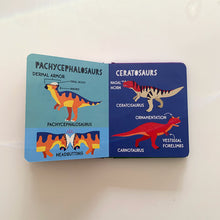 PACHYCEPHALOSAURS
DERMAL ARMOR
PACHYCEPHALOSAURUS
HEADBUTTING
CERATOSAURS
NASAL
HORN
CERATOSAURUS
ORNAMENTATION
CARNOTAURUS
VESTIGIAL
FORELIMBS